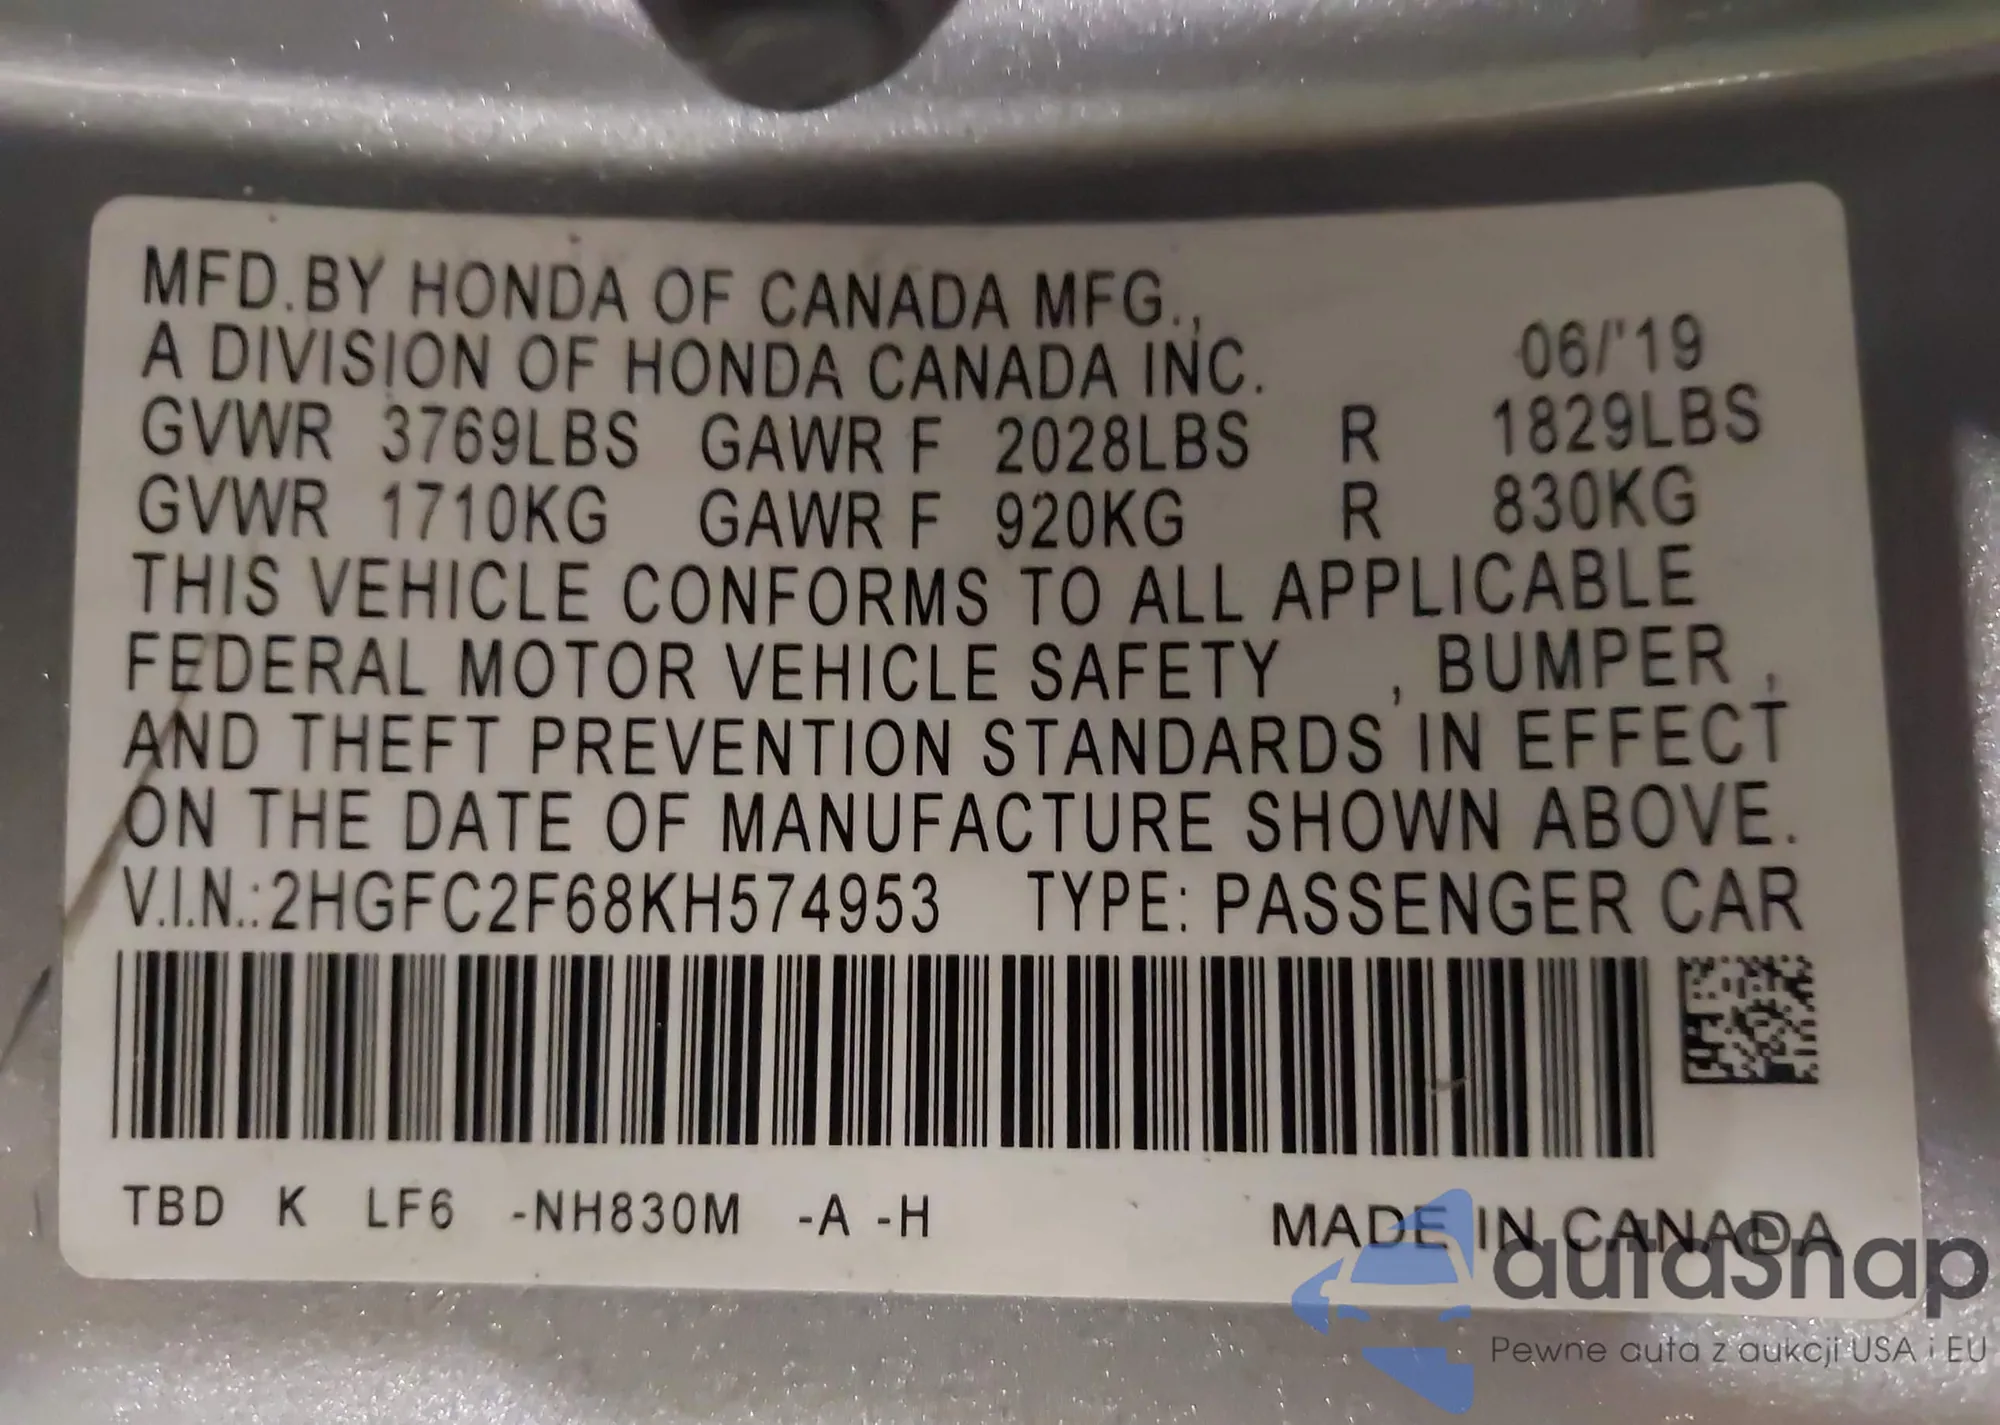 MFD.BY HONDA OF CANADA MFG.,
A DIVISION OF HONDA CANADA INC. 06/'19
GVWR 3769LBS GAWR F 2028LBS R 1829LBS
GVWR 1710KG GAWR F 920KG R 830KG
THIS VEHICLE CONFORMS TO ALL APPLICABLE
FEDERAL MOTOR VEHICLE SAFETY , BUMPER ,
AND THEFT PREVENTION STANDARDS IN EFFECT
ON THE DATE OF MANUFACTURE SHOWN ABOVE.
V.I.N.:2HGFC2F68KH574953 TYPE: PASSENGER CAR
TBD K LF6 -NH830M -A -H MADE IN CANADA
autaSnap
Pewne auta z aukcji USA i EU